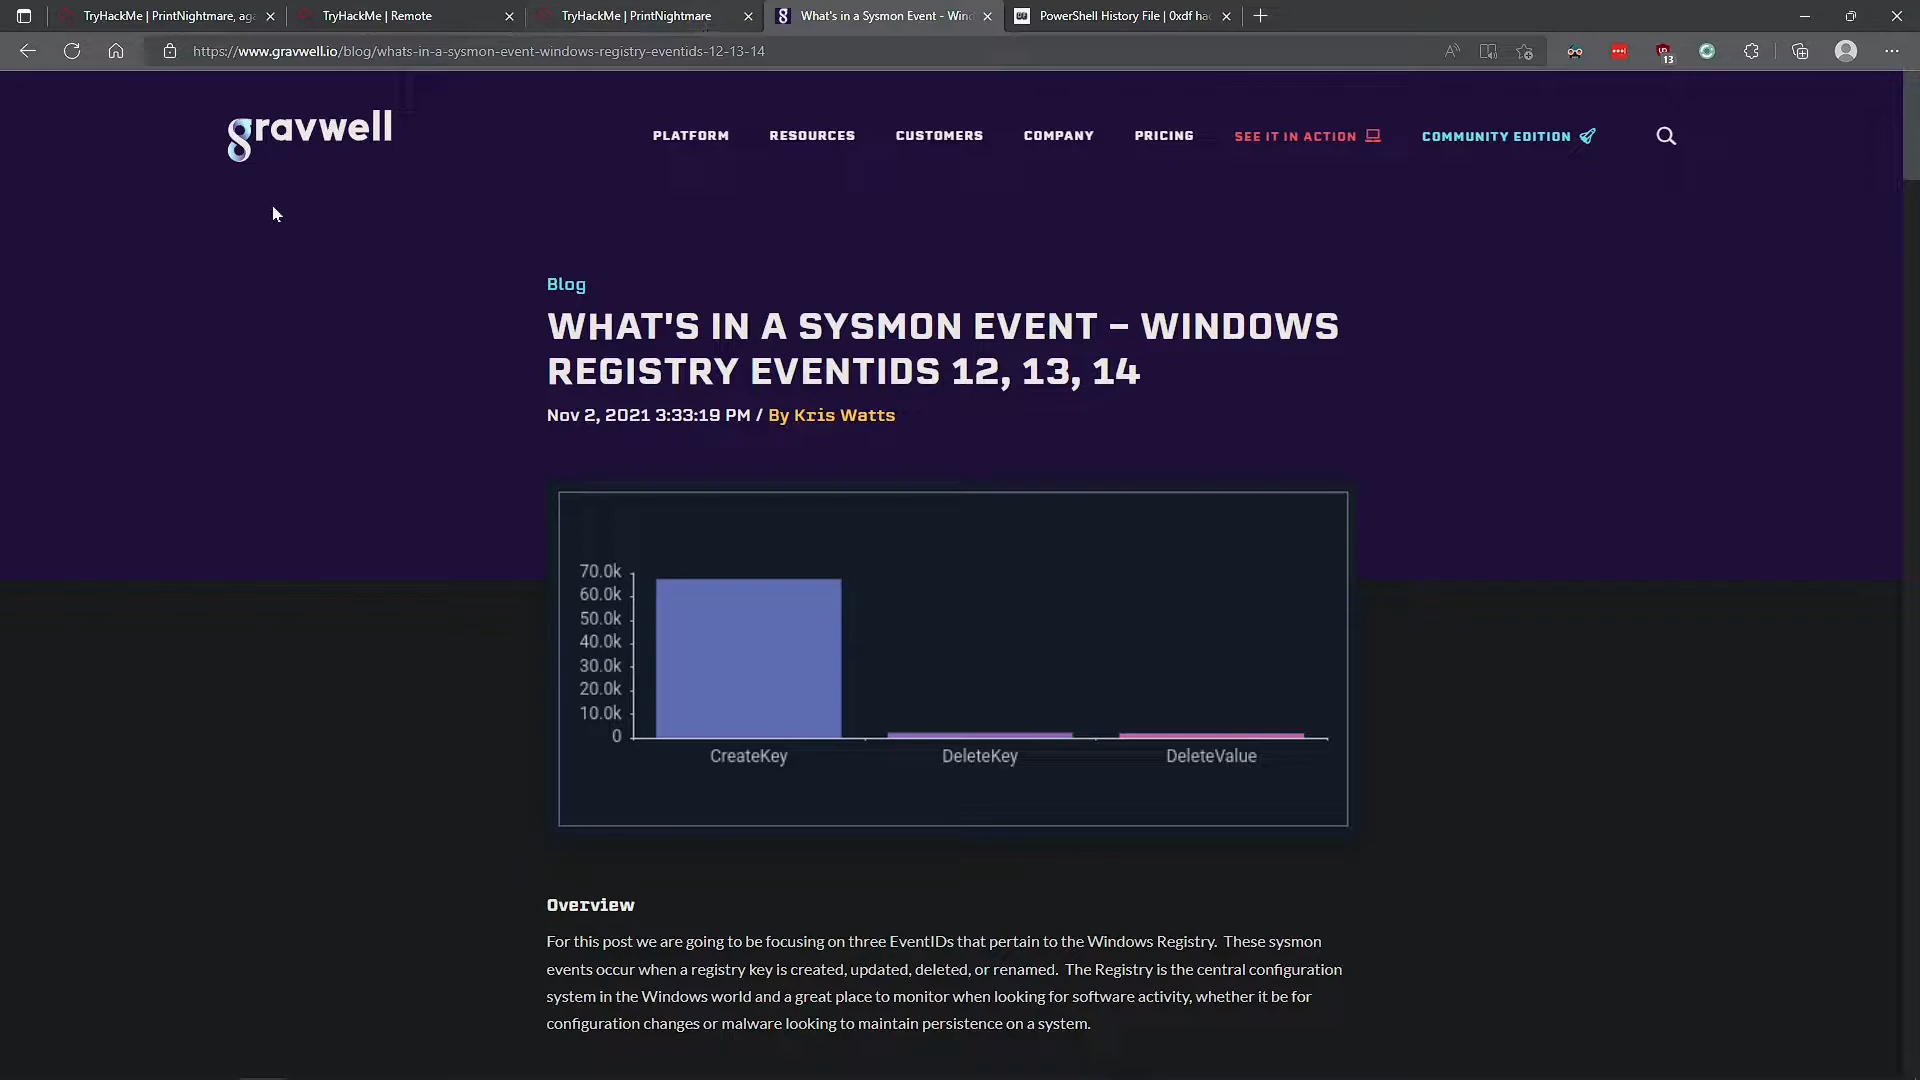 TryHackMe | PrintNightmare, aga
TryHackMe | Remote
TryHackMe | PrintNightmare
What's in a Sysmon Event - Wind
PowerShell History File | 0xdf hac
https://www.gravwell.io/blog/whats-in-a-sysmon-event-windows-registry-eventids-12-13-14
13
gravwell
PLATFORM
RESOURCES
CUSTOMERS
COMPANY
PRICING
SEE IT IN ACTION
COMMUNITY EDITION
Blog
WHAT'S IN A SYSMON EVENT – WINDOWS
REGISTRY EVENTIDS 12, 13, 14
Nov 2, 2021 3:33:19 PM / By Kris Watts
70.0k
60.0k
50.0k
40.0k
30.0k
20.0k
10.0k
0
CreateKey
DeleteKey
DeleteValue
Overview
For this post we are going to be focusing on three EventIDs that pertain to the Windows Registry. These sysmon
events occur when a registry key is created, updated, deleted, or renamed. The Registry is the central configuration
system in the Windows world and a great place to monitor when looking for software activity, whether it be for
configuration changes or malware looking to maintain persistence on a system.